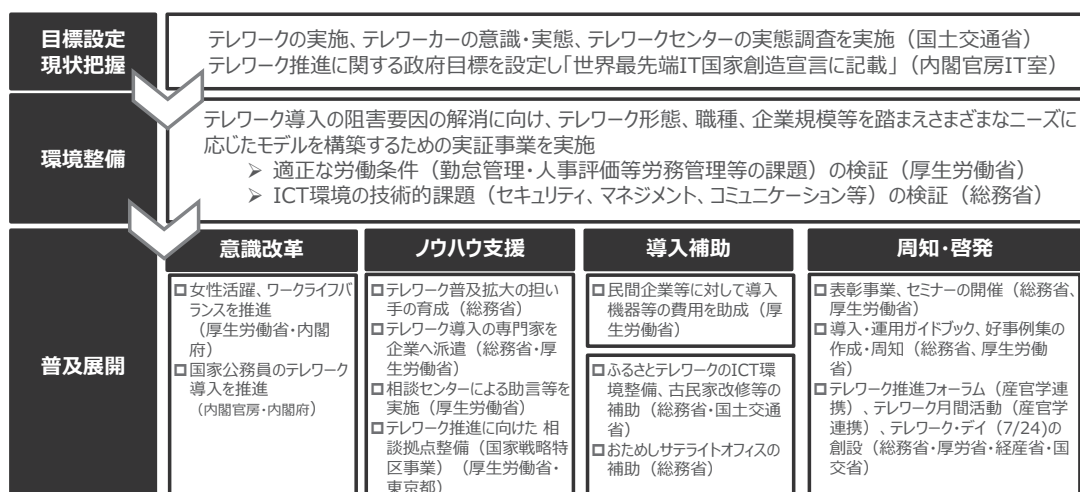 目標設定
現状把握
テレワークの実施、テレワーカーの意識・実態、テレワークセンターの実態調査を実施（国土交通省）
テレワーク推進に関する政府目標を設定し「世界最先端IT国家創造宣言に記載」（内閣官房IT室）
環境整備
テレワーク導入の阻害要因の解消に向け、テレワーク形態、職種、企業規模等を踏まえさまざまなニーズに
応じたモデルを構築するための実証事業を実施
➢ 適正な労働条件（勤怠管理・人事評価等労務管理等の課題）の検証（厚生労働省）
➢ ICT環境の技術的課題（セキュリティ、マネジメント、コミュニケーション等）の検証（総務省）
普及展開
意識改革
□女性活躍、ワークライフバ
ランスを推進
（厚生労働省・内閣
府）
□国家公務員のテレワーク
導入を推進
（内閣官房・内閣府）
ノウハウ支援
□テレワーク普及拡大の担い
手の育成（総務省）
□テレワーク導入の専門家を
企業へ派遣（総務省・厚
生労働省）
□相談センターによる助言等を
実施（厚生労働省）
□テレワーク推進に向けた 相
談拠点整備（国家戦略特
区事業）（厚生労働省・
東京都）
導入補助
□民間企業等に対して導入
機器等の費用を助成（厚
生労働省）
□ふるさとテレワークのICT環
境整備、古民家改修等の
補助（総務省・国土交通
省）
□おためしサテライトオフィスの
補助（総務省）
周知・啓発
□表彰事業、セミナーの開催（総務省、
厚生労働省）
□導入・運用ガイドブック、好事例集の
作成・周知（総務省、厚生労働
省）
□テレワーク推進フォーラム（産官学連
携）、テレワーク月間活動（産官学
連携）、テレワーク・デイ（7/24)の
創設（総務省・厚労省・経産省・国
交省）